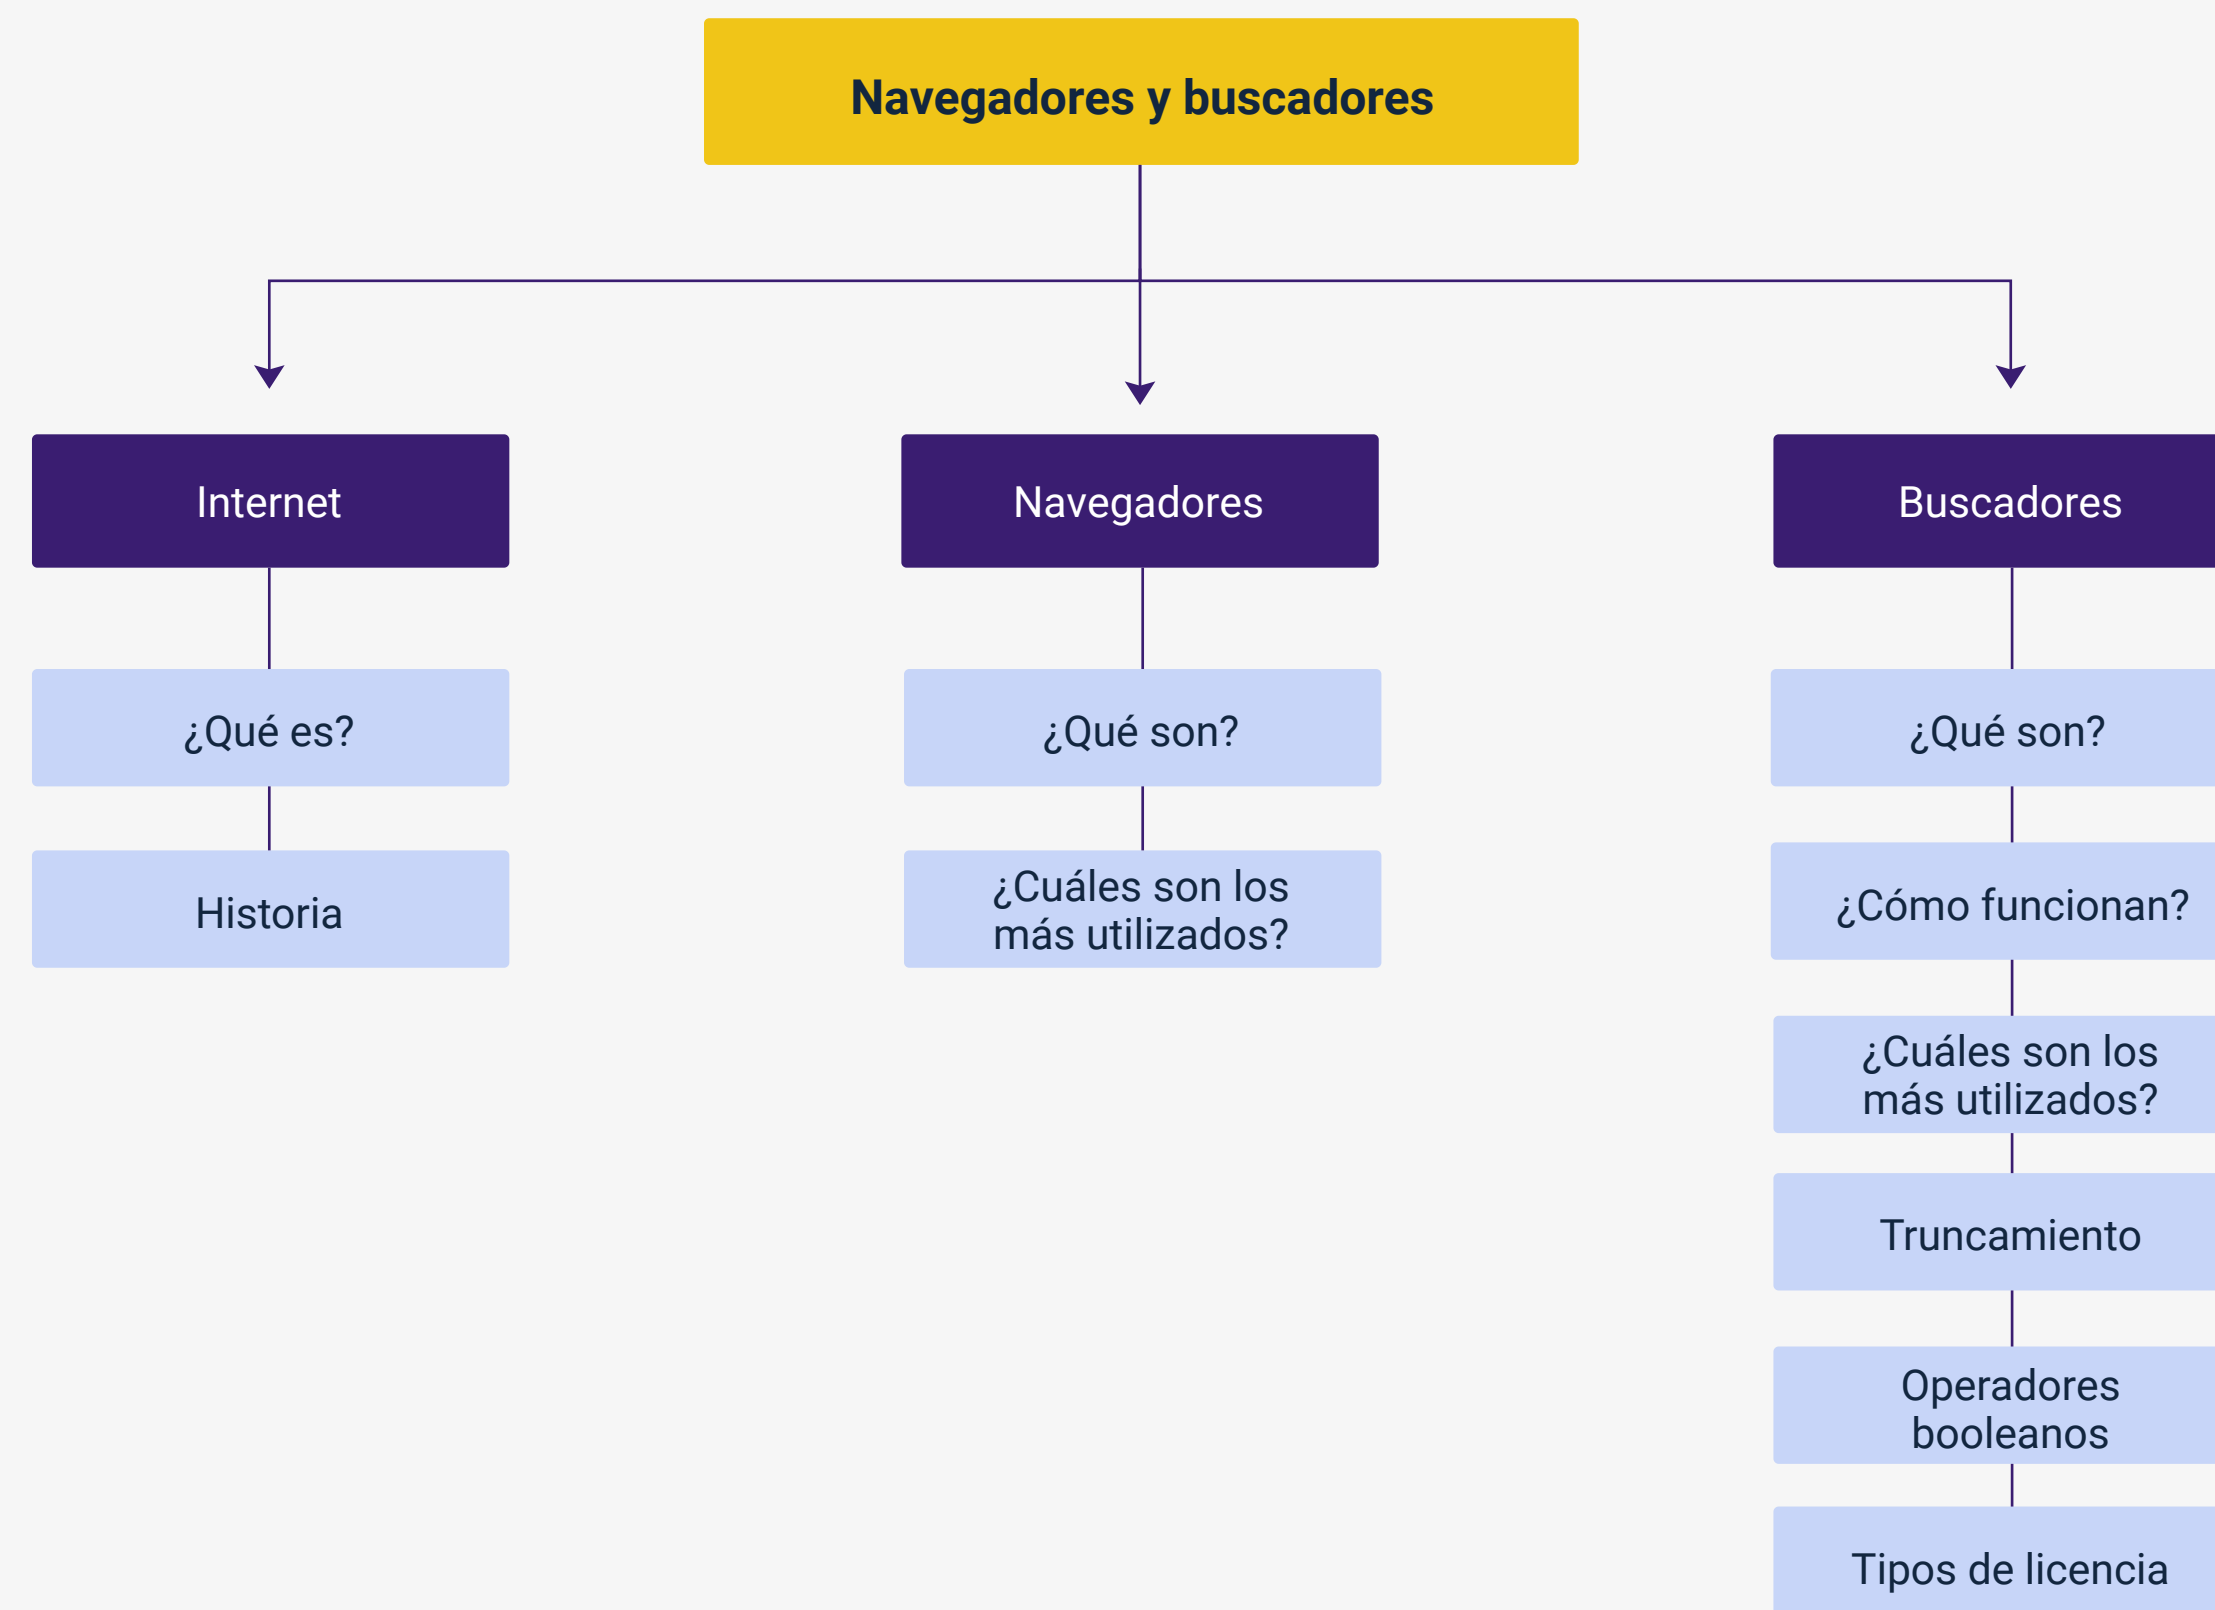 Navegadores y buscadores
Internet
Navegadores
Buscadores
¿Qué es?
¿Qué son?
¿Qué son?
Historia
¿Cuáles son los
más utilizados?
¿Cómo funcionan?
¿Cuáles son los
más utilizados?
Truncamiento
Operadores
booleanos
Tipos de licencia